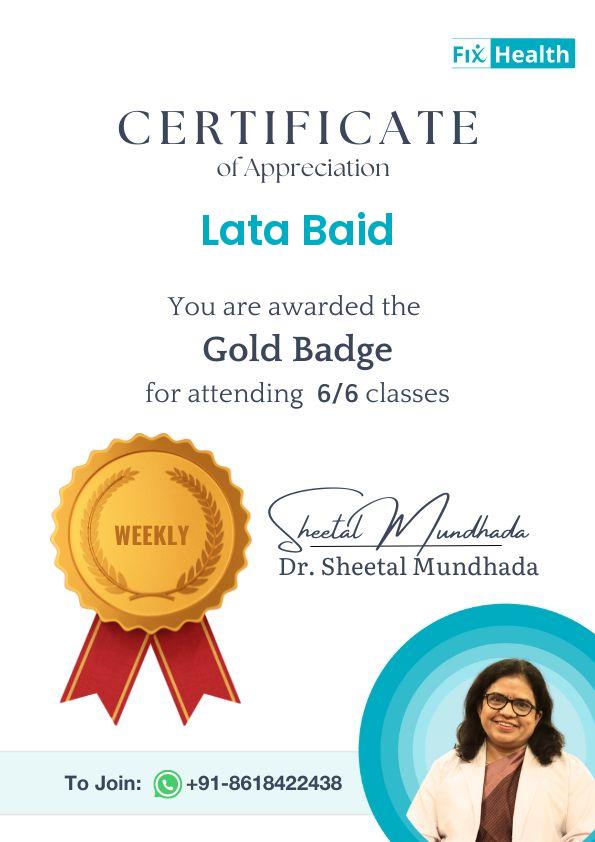 Fix Health
CERTIFICATE
of Appreciation
Lata Baid
You are awarded the
Gold Badge
for attending 6/6 classes
WEEKLY
Sheetal Mundhada
Dr. Sheetal Mundhada
To Join: +91-8618422438